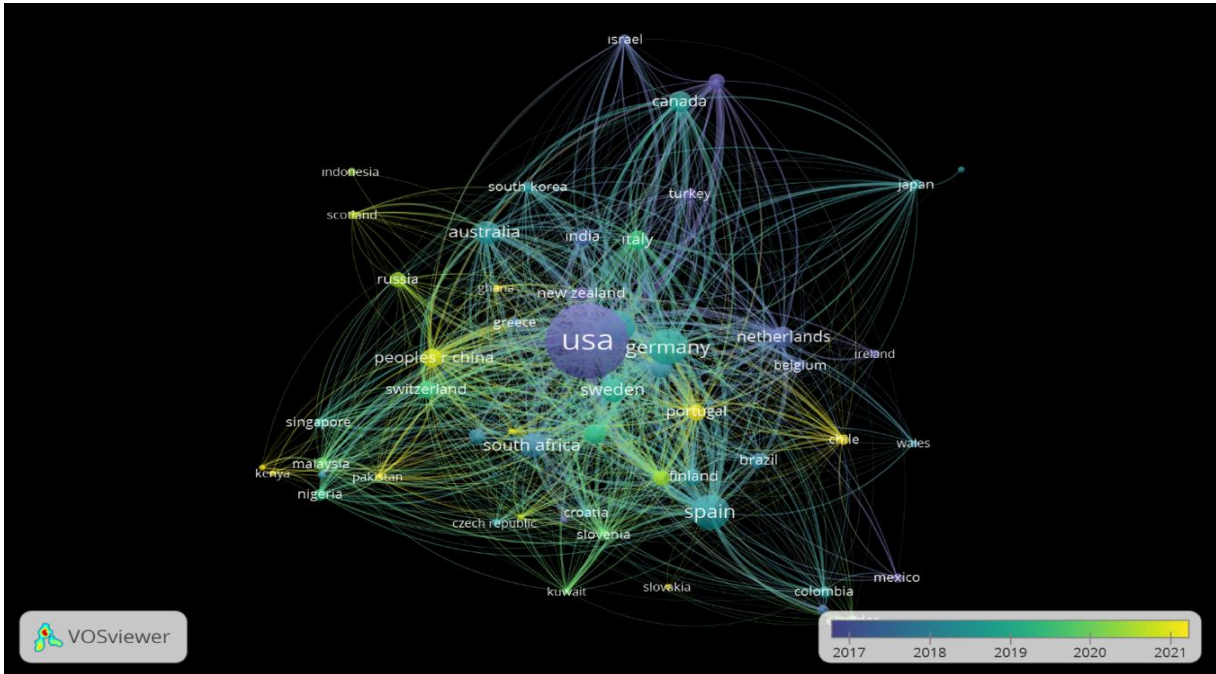 israel
canada
indonesia
south korea
turkey
japan
scotland
australia
india
italy
russia
ghana
new zealand
greece
usa
germany
netherlands
peoples r china
belgium
ireland
switzerland
sweden
portugal
singapore
south africa
chile
wales
malaysia
brazil
kenya
pakistan
finland
nigeria
croatia
spain
czech republic
slovenia
mexico
kuwait
slovakia
colombia
VOSviewer
2017 2018 2019 2020 2021